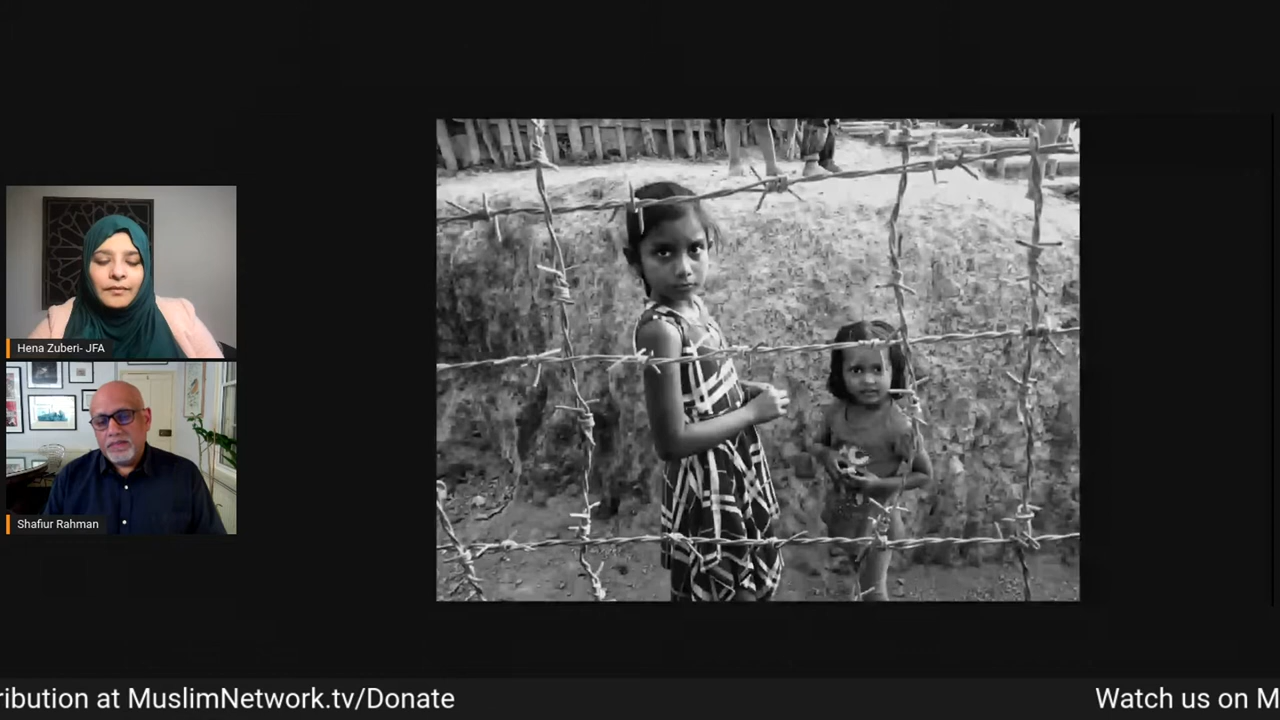 Hena Zuberi- JFA
Shafiur Rahman
ribution at MuslimNetwork.tv/Donate
Watch us on M